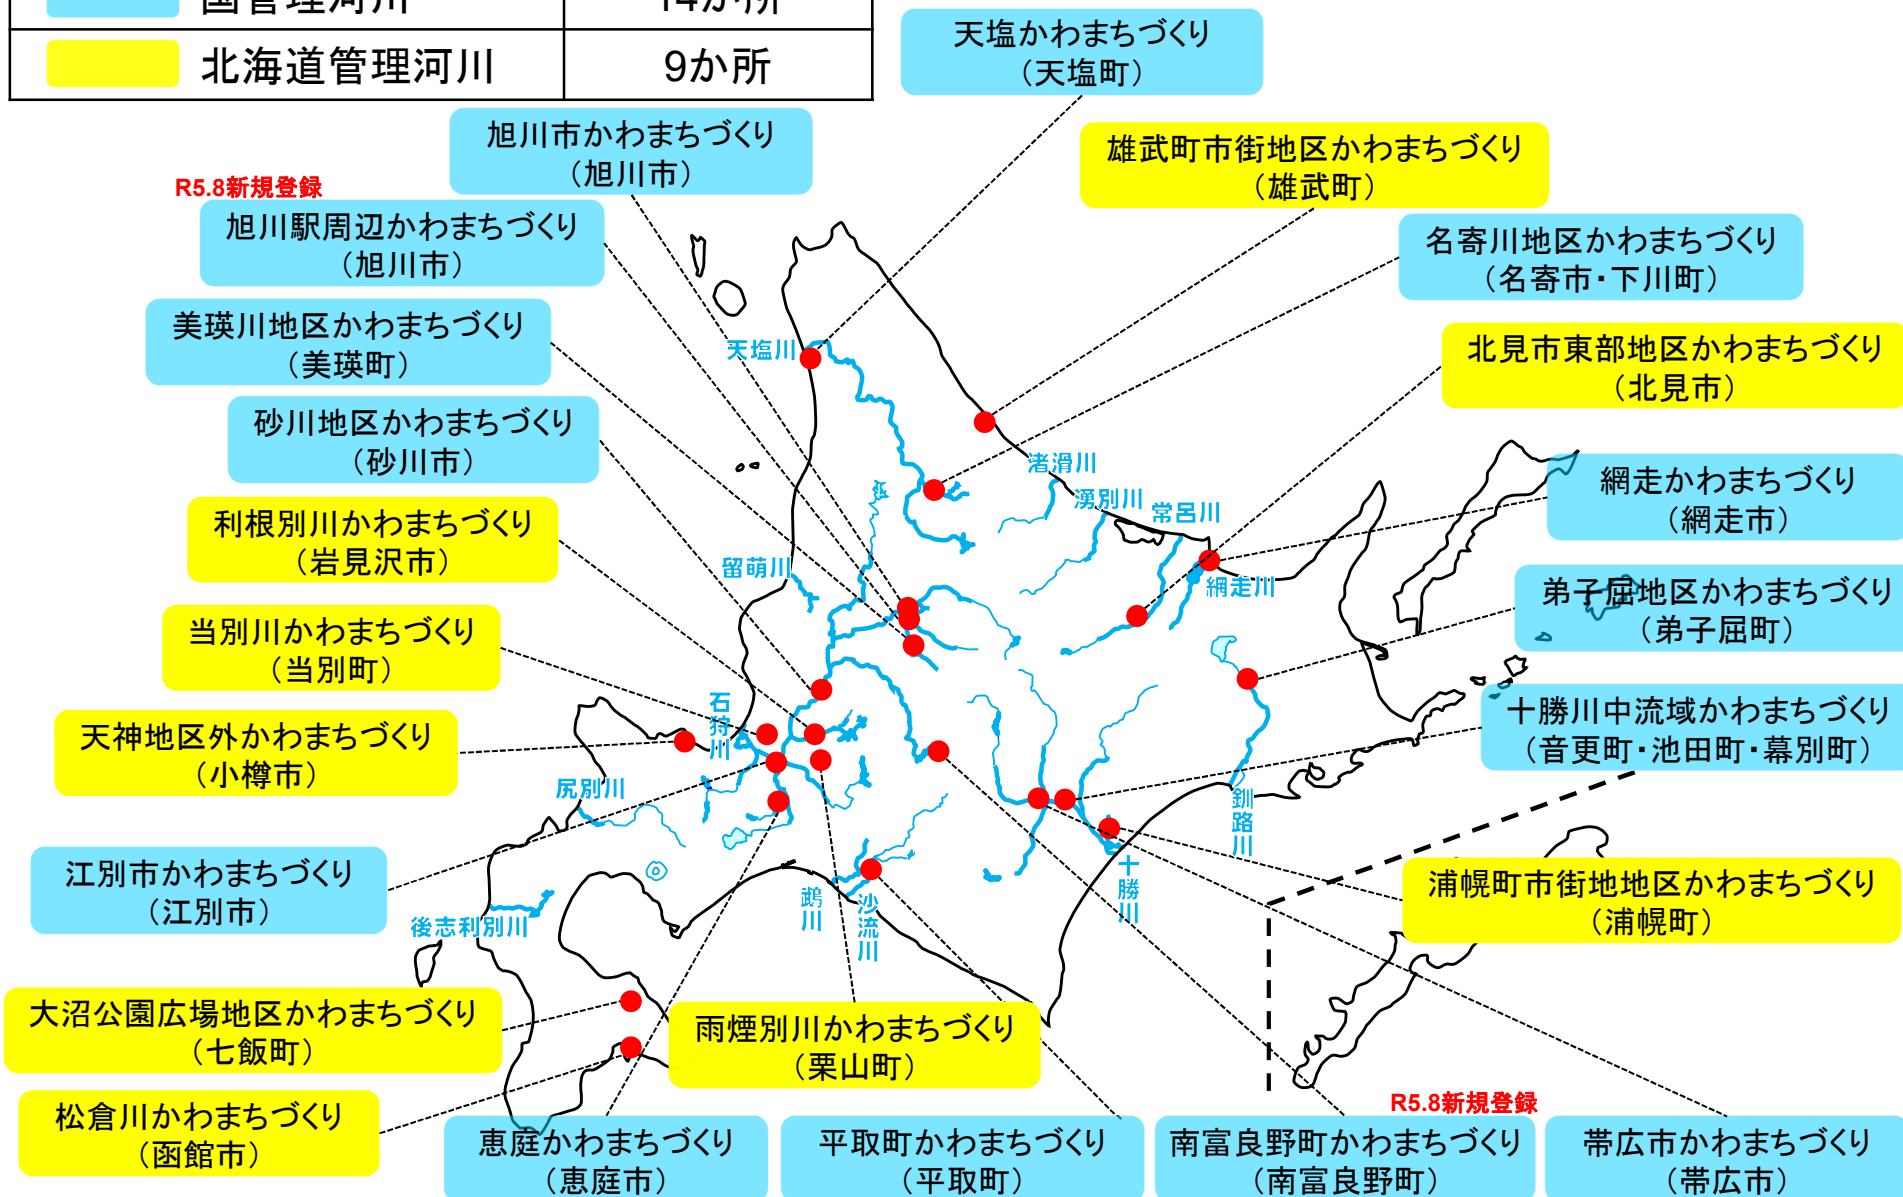 国管理河川 14か所
北海道管理河川 9か所
天塩かわまちづくり
（天塩町）
旭川市かわまちづくり
（旭川市）
雄武町市街地区かわまちづくり
（雄武町）
R5.8新規登録
旭川駅周辺かわまちづくり
（旭川市）
名寄川地区かわまちづくり
（名寄市・下川町）
美瑛川地区かわまちづくり
（美瑛町）
北見市東部地区かわまちづくり
（北見市）
砂川地区かわまちづくり
（砂川市）
網走かわまちづくり
（網走市）
利根別川かわまちづくり
（岩見沢市）
弟子屈地区かわまちづくり
（弟子屈町）
当別川かわまちづくり
（当別町）
十勝川中流域かわまちづくり
（音更町・池田町・幕別町）
天神地区外かわまちづくり
（小樽市）
江別市かわまちづくり
（江別市）
浦幌町市街地地区かわまちづくり
（浦幌町）
大沼公園広場地区かわまちづくり
（七飯町）
雨煙別川かわまちづくり
（栗山町）
松倉川かわまちづくり
（函館市）
恵庭かわまちづくり
（恵庭市）
平取町かわまちづくり
（平取町）
R5.8新規登録
南富良野町かわまちづくり
（南富良野町）
帯広市かわまちづくり
（帯広市）
天塩川
渚滑川
湧別川
常呂川
網走川
留萌川
石狩川
尻別川
後志利別川
鵡川
沙流川
十勝川
釧路川